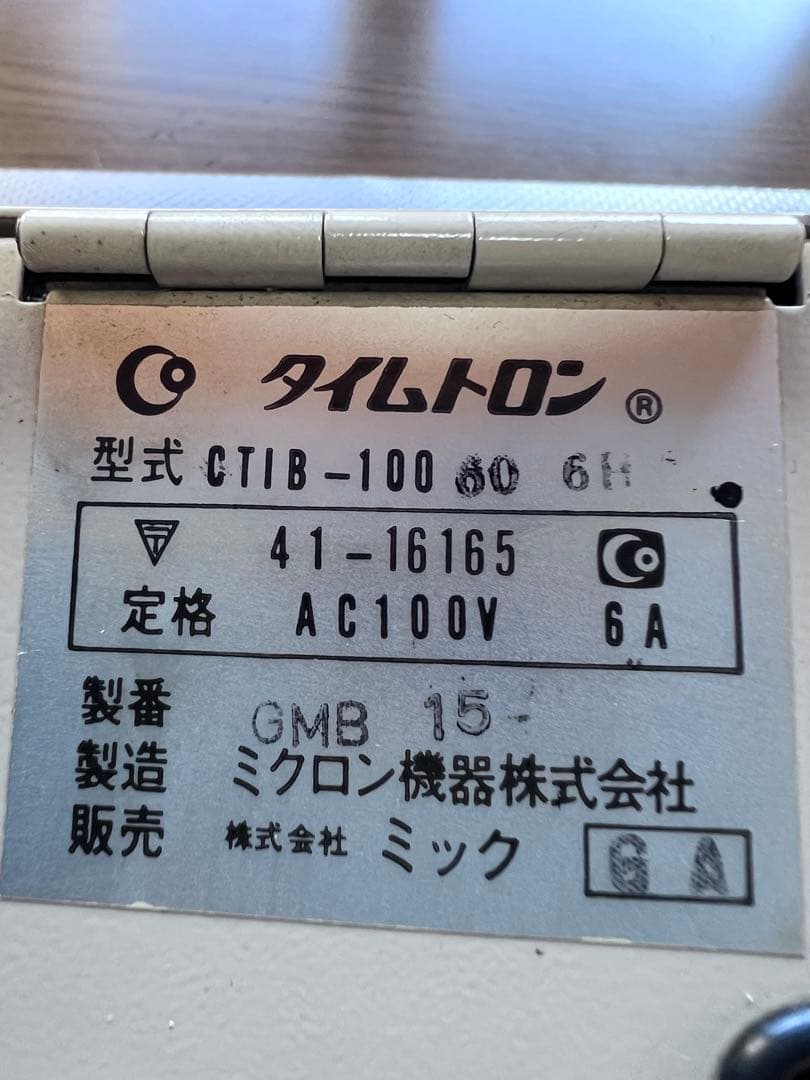 タイムトロン ®
型式 CTIB-100 60 6H
〒 41-16165
定格 AC100V 6A
製番 GMB 15-
製造 ミクロン機器株式会社
販売 株式会社 ミック G A